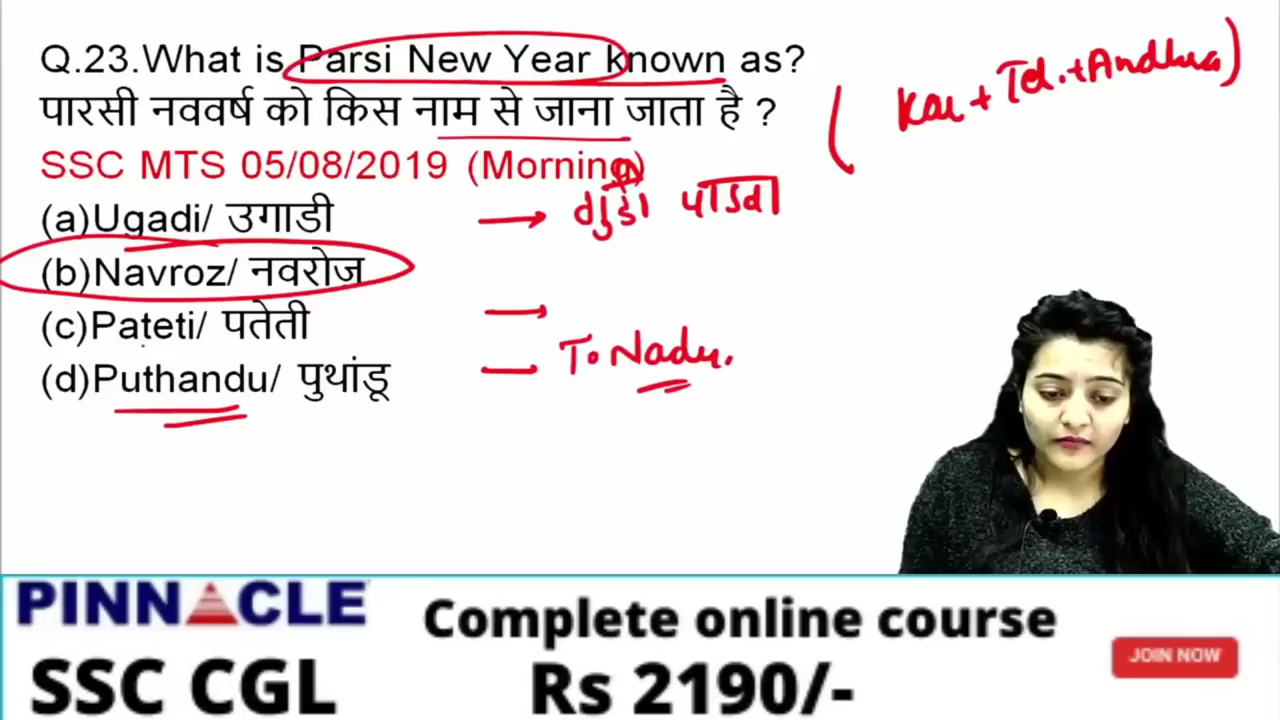 Q.23.What is Parsi New Year known as?
पारसी नववर्ष को किस नाम से जाना जाता है ?
(Kar + Tel.+Andhra)
SSC MTS 05/08/2019 (Morning)
(a)Ugadi/ उगाडी
गुड़ी पाडवा
(b)Navroz/ नवरोज
(c)Pateti/ पतेती
(d)Puthandu/ पुथांडू
T.Nadu.
PINNACLE
SSC CGL
Complete online course
Rs 2190/-
JOIN NOW